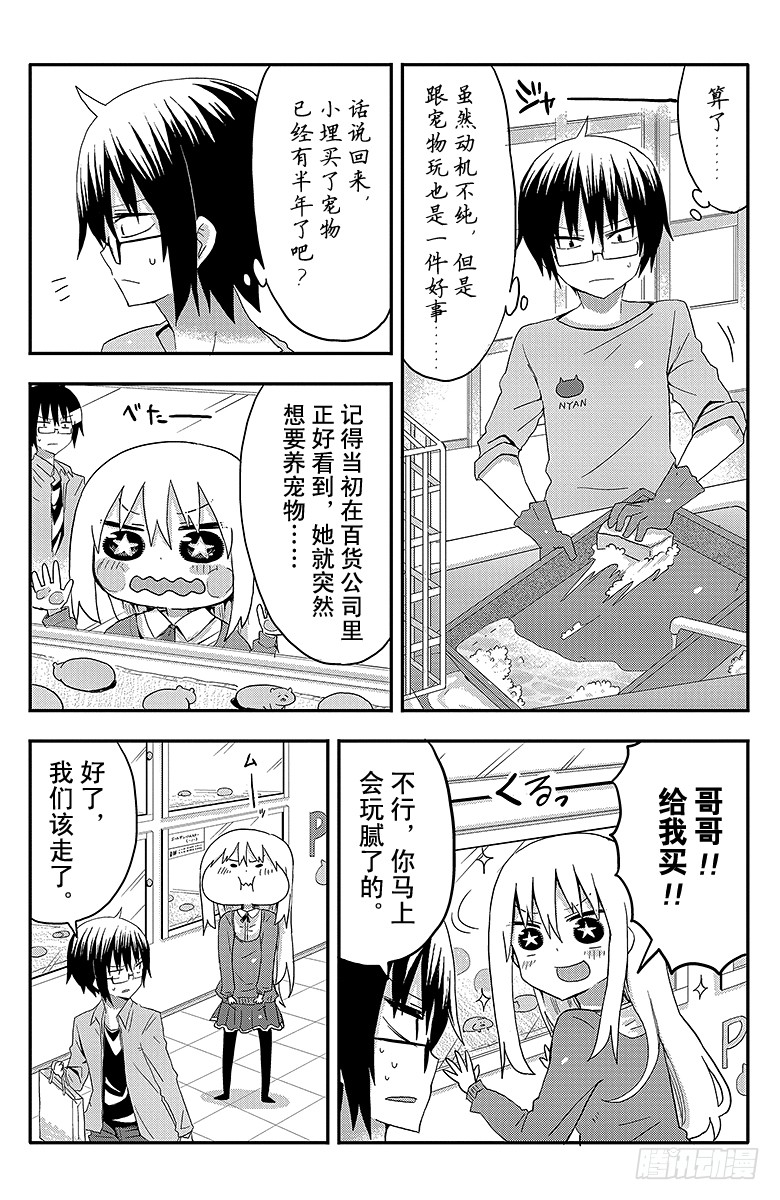 算了……
虽然动机不纯，但是
跟宠物玩也是一件好事……
ジャ
NYAN
话说回来，
小埋买了宠物
已经有半年了吧？
记得当初在百货公司里
正好看到，她就突然
想要养宠物……
べたーー
哥哥!!
给我买!!
くるっ
不行，你马上
会玩腻了的。
P
好了，
我们该走了。
P
腾讯动漫